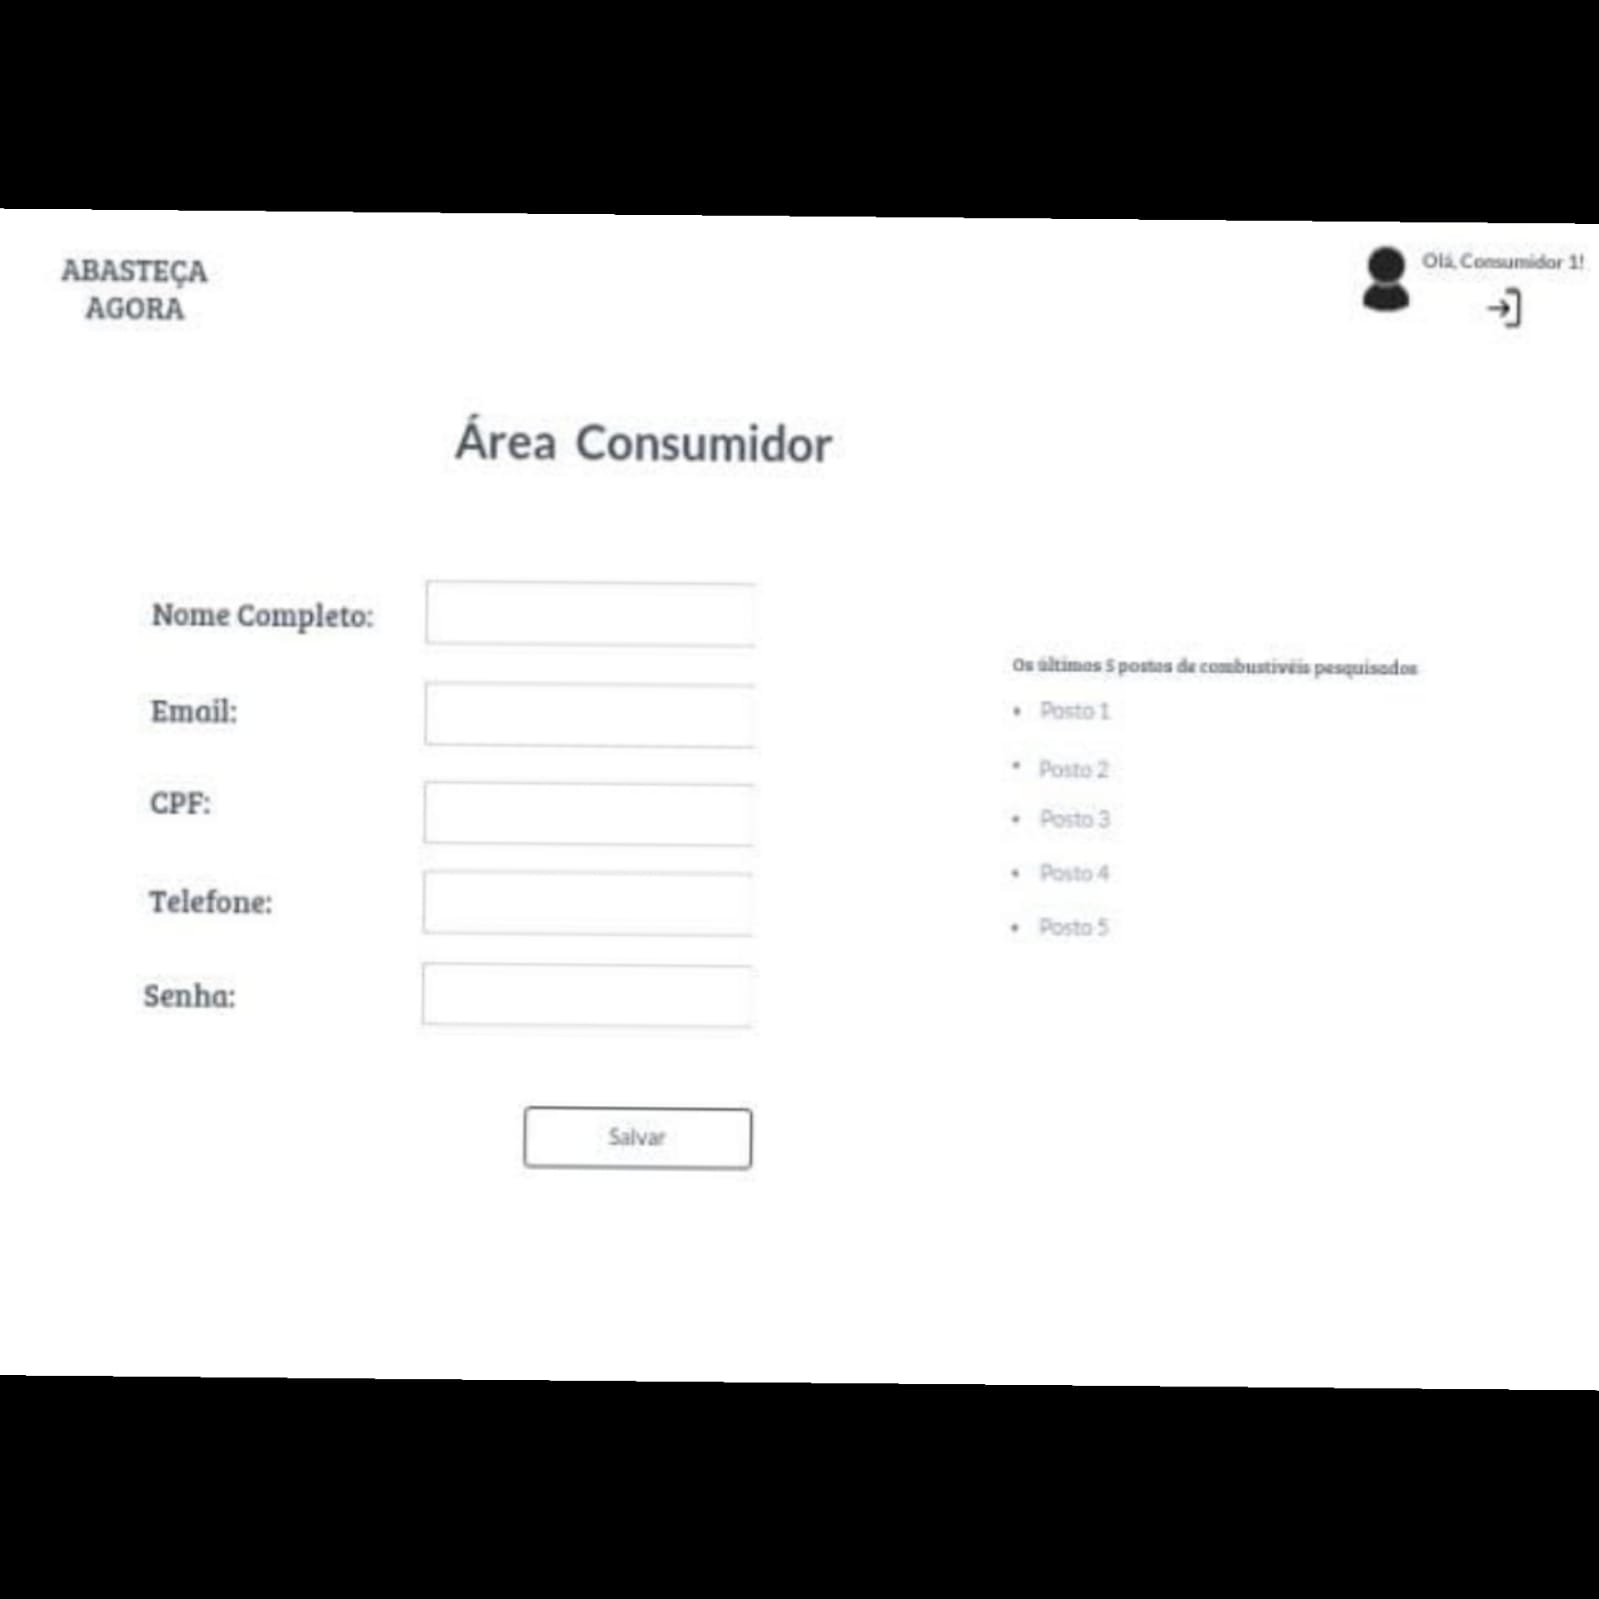 ABASTEÇA
AGORA
Olá, Consumidor 1!
Área Consumidor
Nome Completo:
Email:
CPF:
Telefone:
Senha:
Salvar
Os últimos 5 postos de combustivéis pesquisados
• Posto 1
• Posto 2
• Posto 3
• Posto 4
• Posto 5